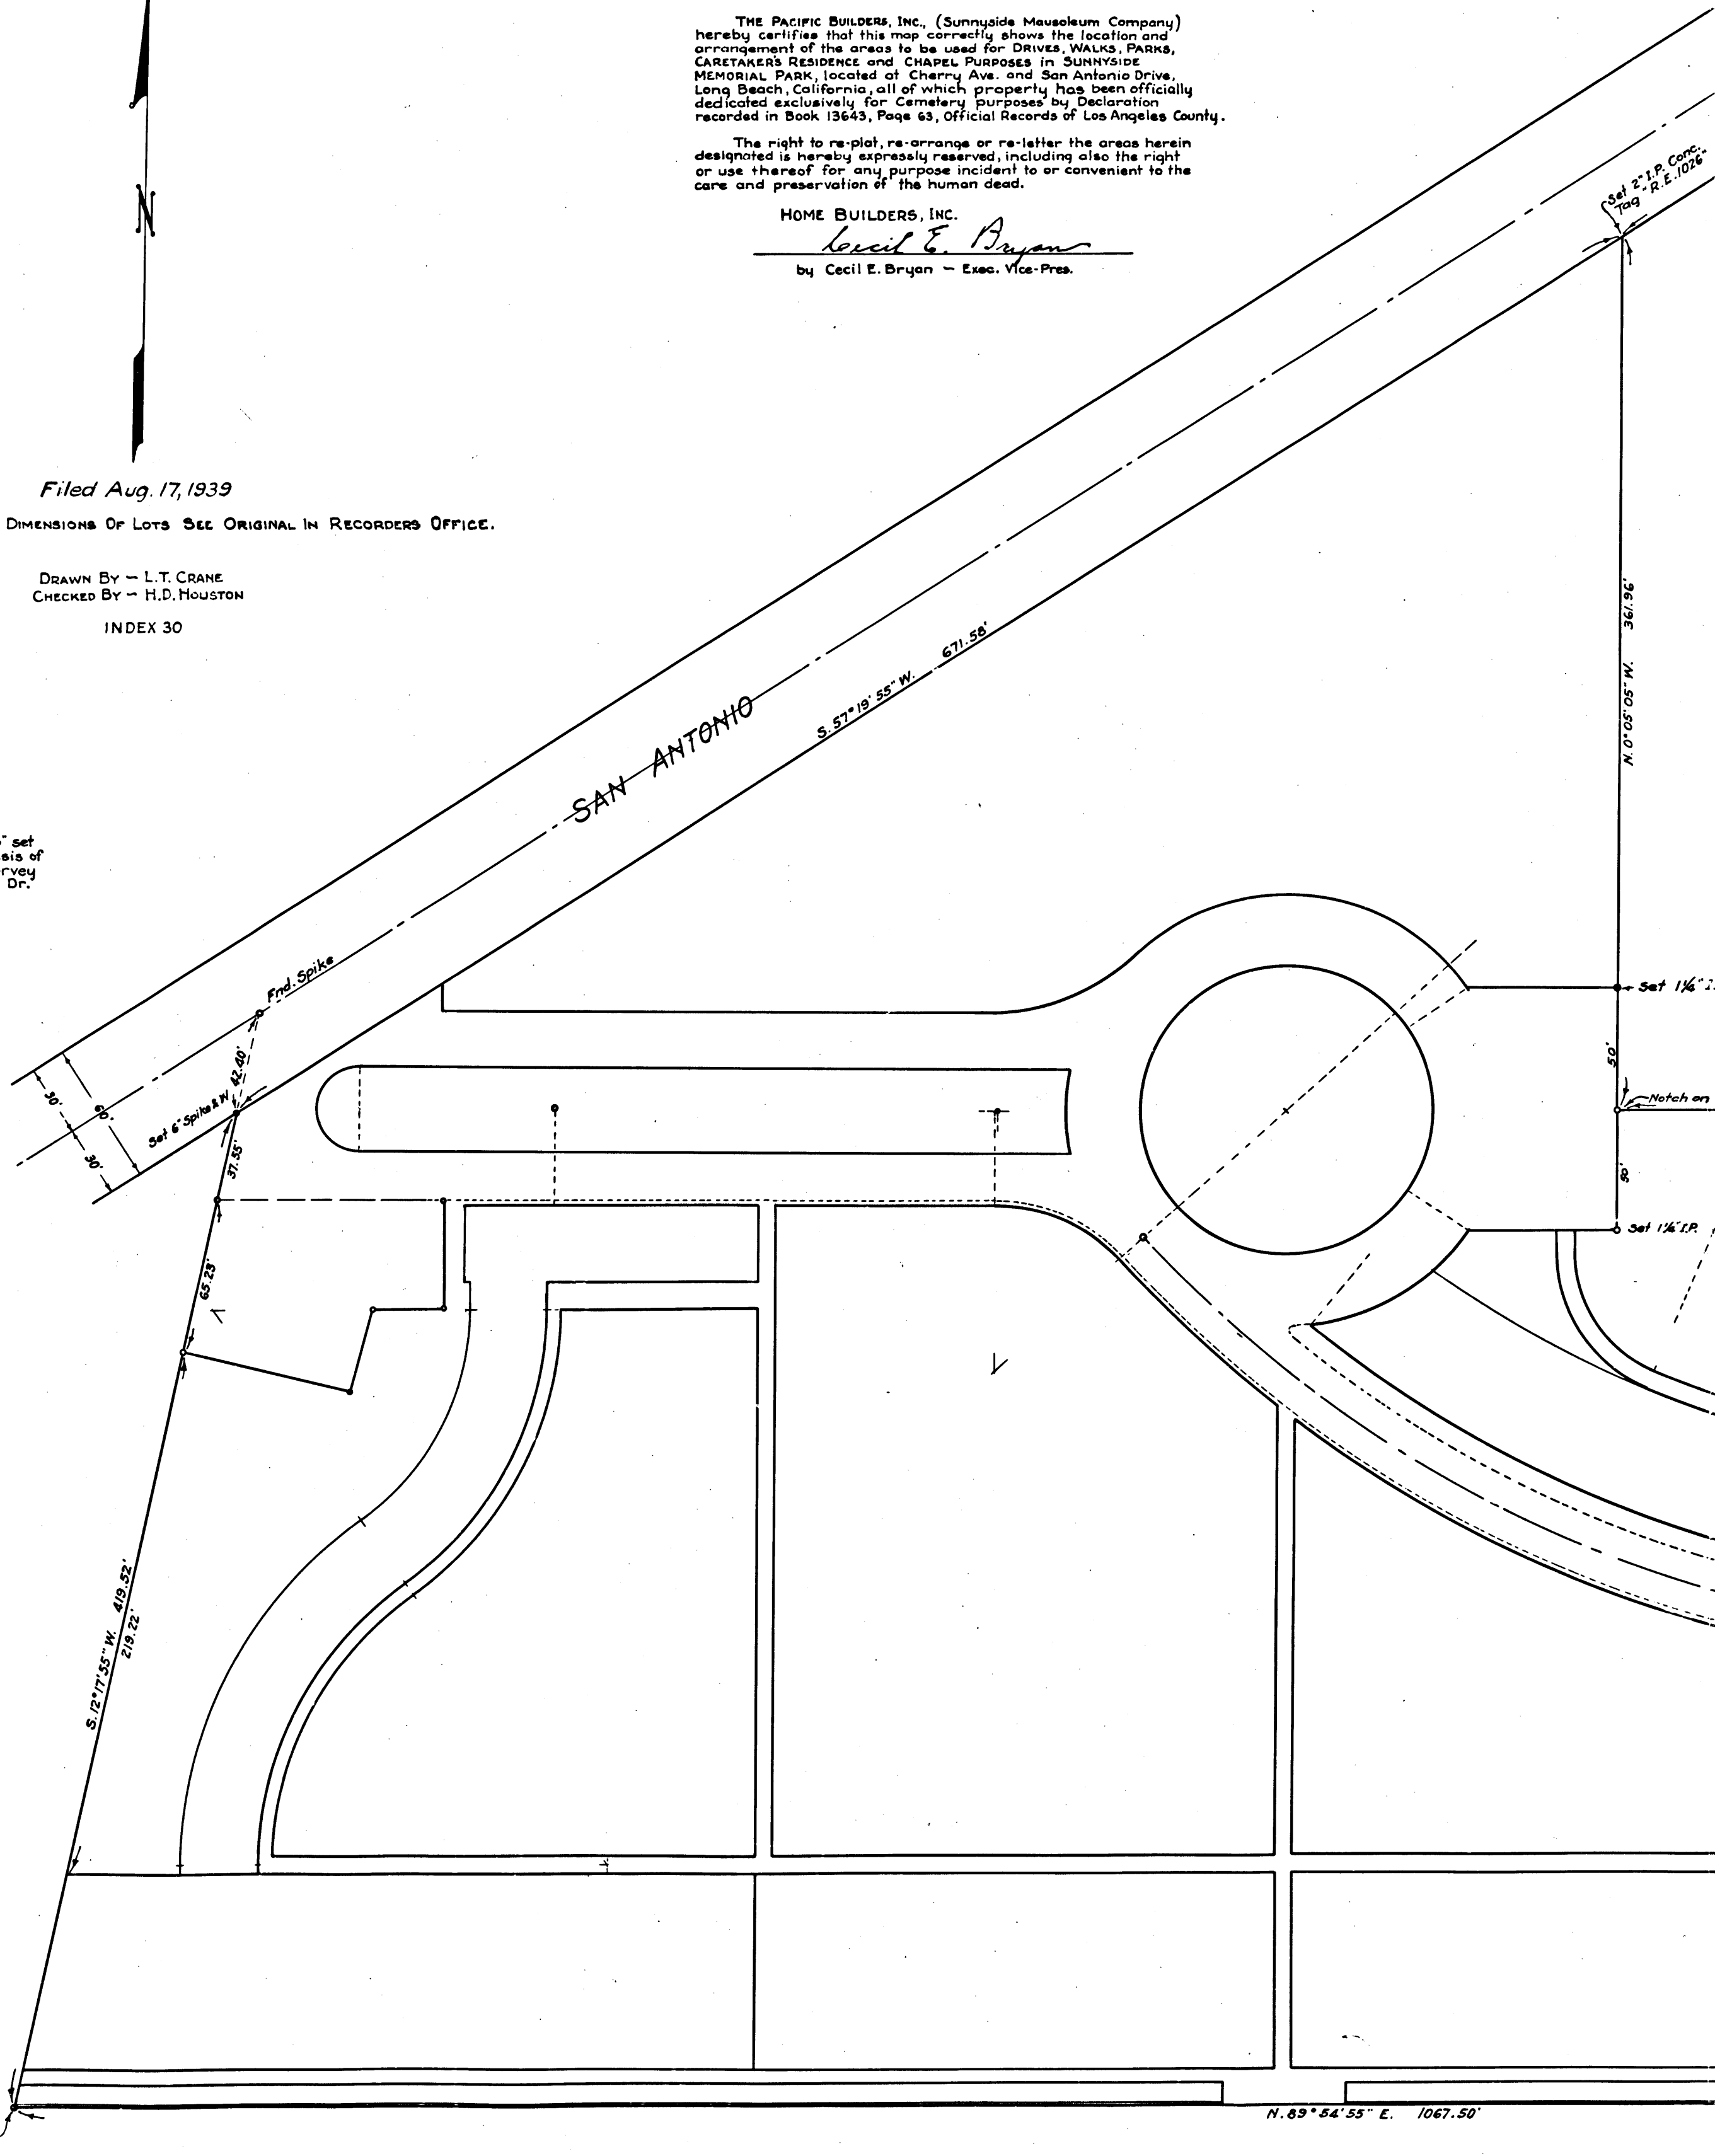 THE PACIFIC BUILDERS, INC., (Sunnyside Mausoleum Company)
hereby certifies that this map correctly shows the location and
arrangement of the areas to be used for DRIVES, WALKS, PARKS,
CARETAKER'S RESIDENCE and CHAPEL PURPOSES in SUNNYSIDE
MEMORIAL PARK, located at Cherry Ave. and San Antonio Drive,
Long Beach, California, all of which property has been officially
dedicated exclusively for Cemetery purposes by Declaration
recorded in Book 13643, Page 63, Official Records of Los Angeles County.
The right to re-plat, re-arrange or re-letter the areas herein
designated is hereby expressly reserved, including also the right
or use thereof for any purpose incident to or convenient to the
care and preservation of the human dead.
HOME BUILDERS, INC.
Cecil E. Bryan
by Cecil E. Bryan - Exec. Vice-Pres.
N
Set 2" I.P. Conc.
Tag "R.E. 1026"
Filed Aug. 17, 1939
DIMENSIONS OF LOTS SEE ORIGINAL IN RECORDERS OFFICE.
DRAWN BY - L.T. CRANE
CHECKED BY - H.D. HOUSTON
INDEX 30
N. 0° 05' 05" W. 361.96'
S. 57° 19' 55" W. 671.58'
SAN ANTONIO
" set
sis of
rvey
Dr."
Fnd. Spike
Set 1¼" I.
42.40'
Set 6" Spike & W.
30'
60'
30'
50'
Notch on
37.55'
50'
Set 1¼" I.P.
65.23'
S. 12° 17' 55" W. 419.52'
219.22'
N. 89° 54' 55" E. 1067.50'